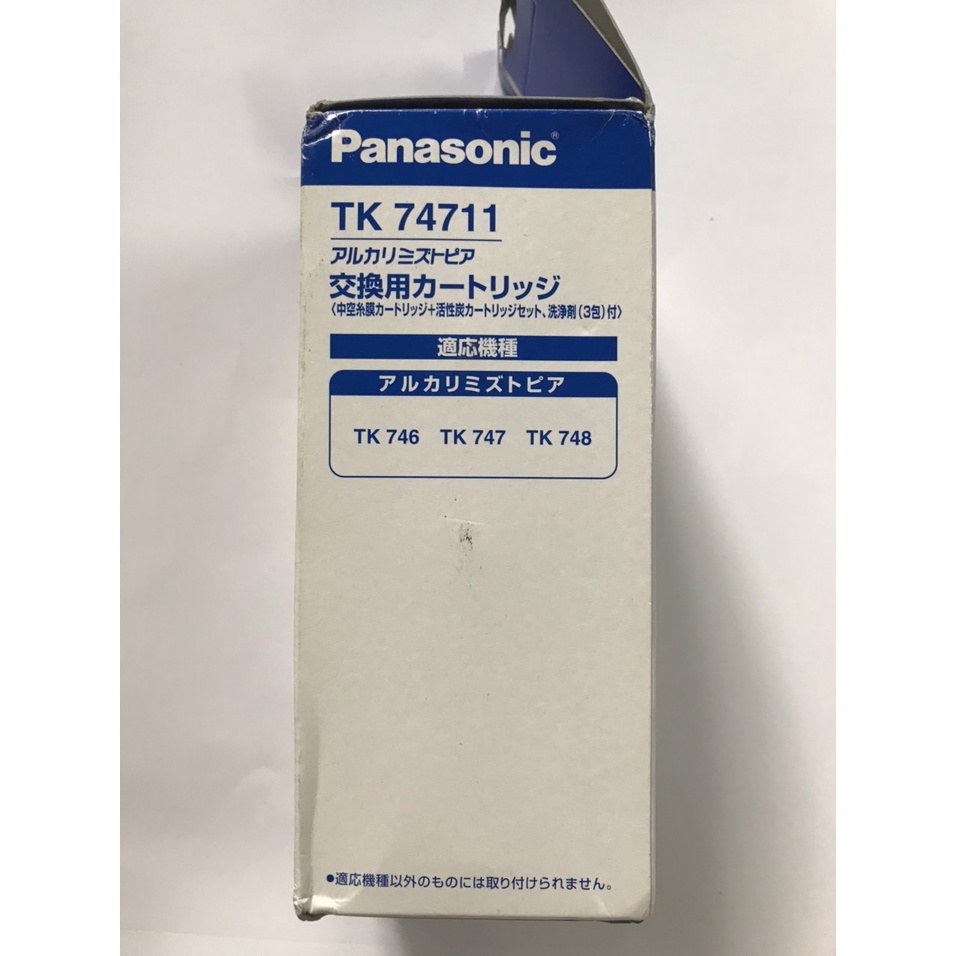 Panasonic®
TK 74711
アルカリミズトピア
交換用カートリッジ
〈中空糸膜カートリッジ+活性炭カートリッジセット、洗浄剤(3包)付〉
適応機種
アルカリミズトピア
TK 746 TK 747 TK 748
●適応機種以外のものには取り付けられません。